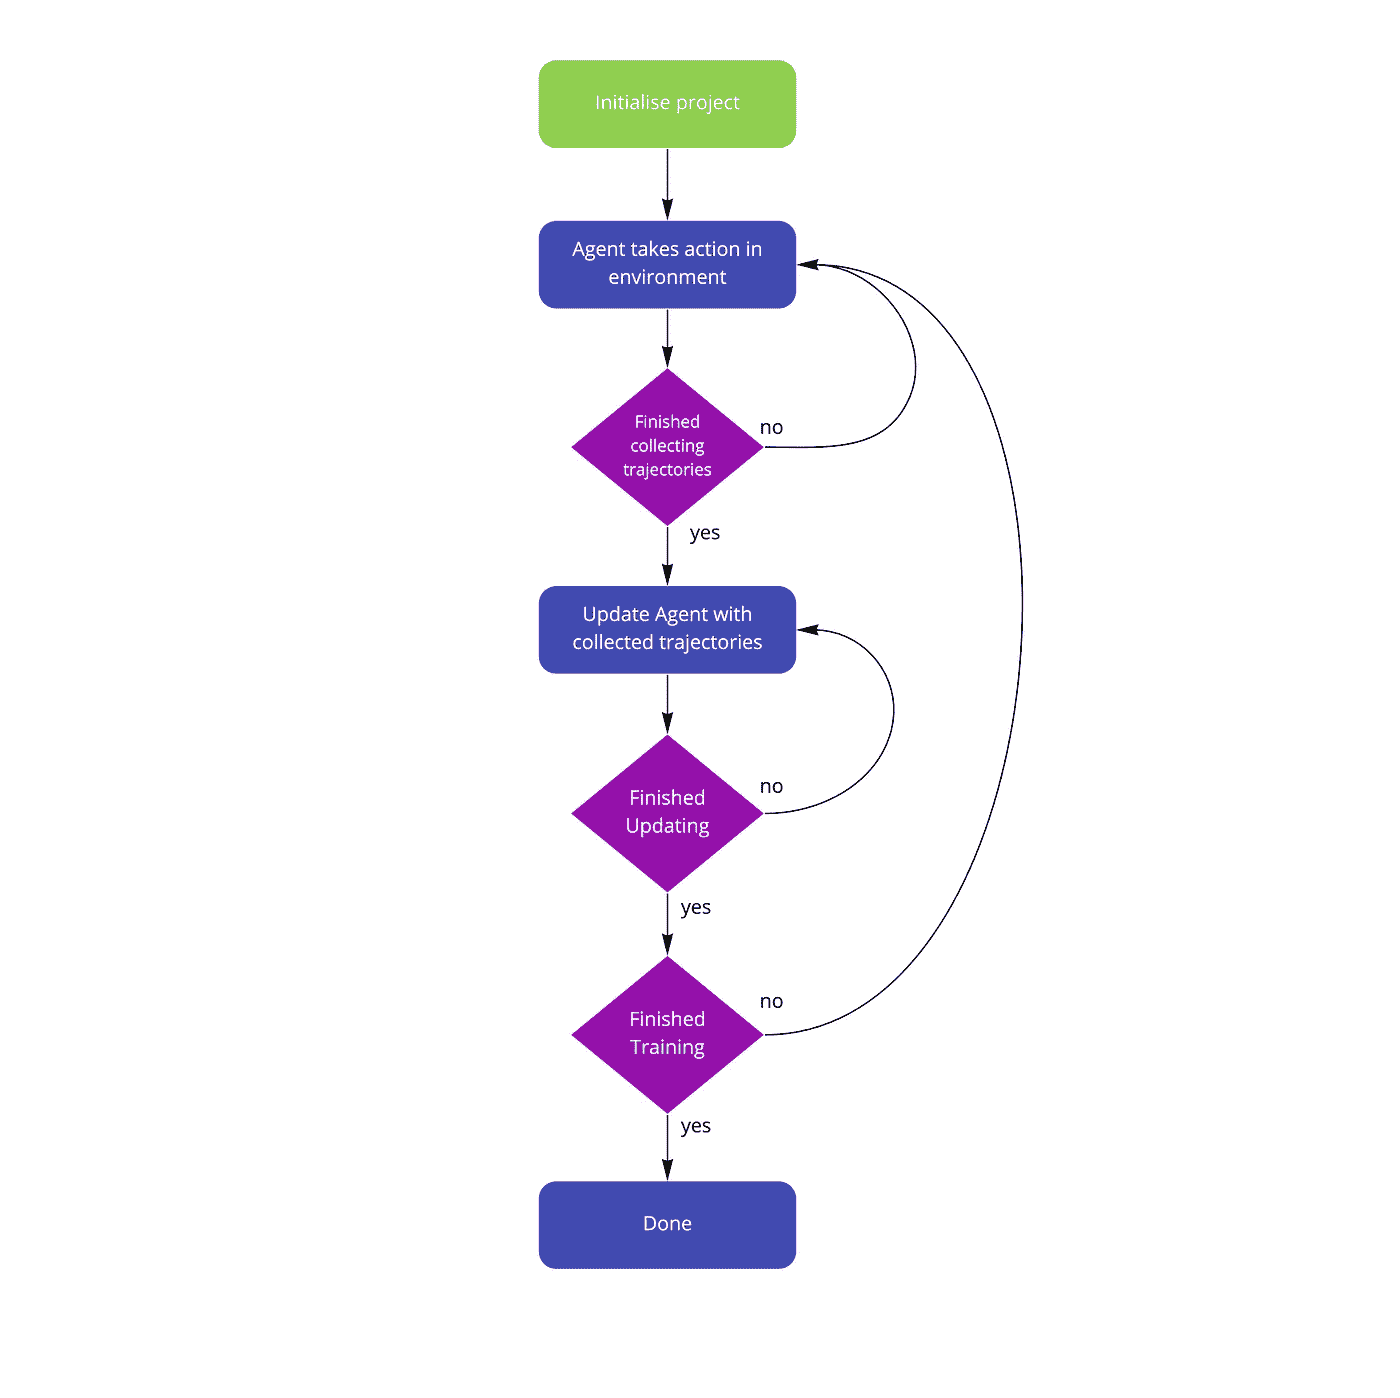 Initialise project
Agent takes action in
environment
Finished
collecting
trajectories
no
yes
Update Agent with
collected trajectories
Finished
Updating
no
yes
Finished
Training
no
yes
Done